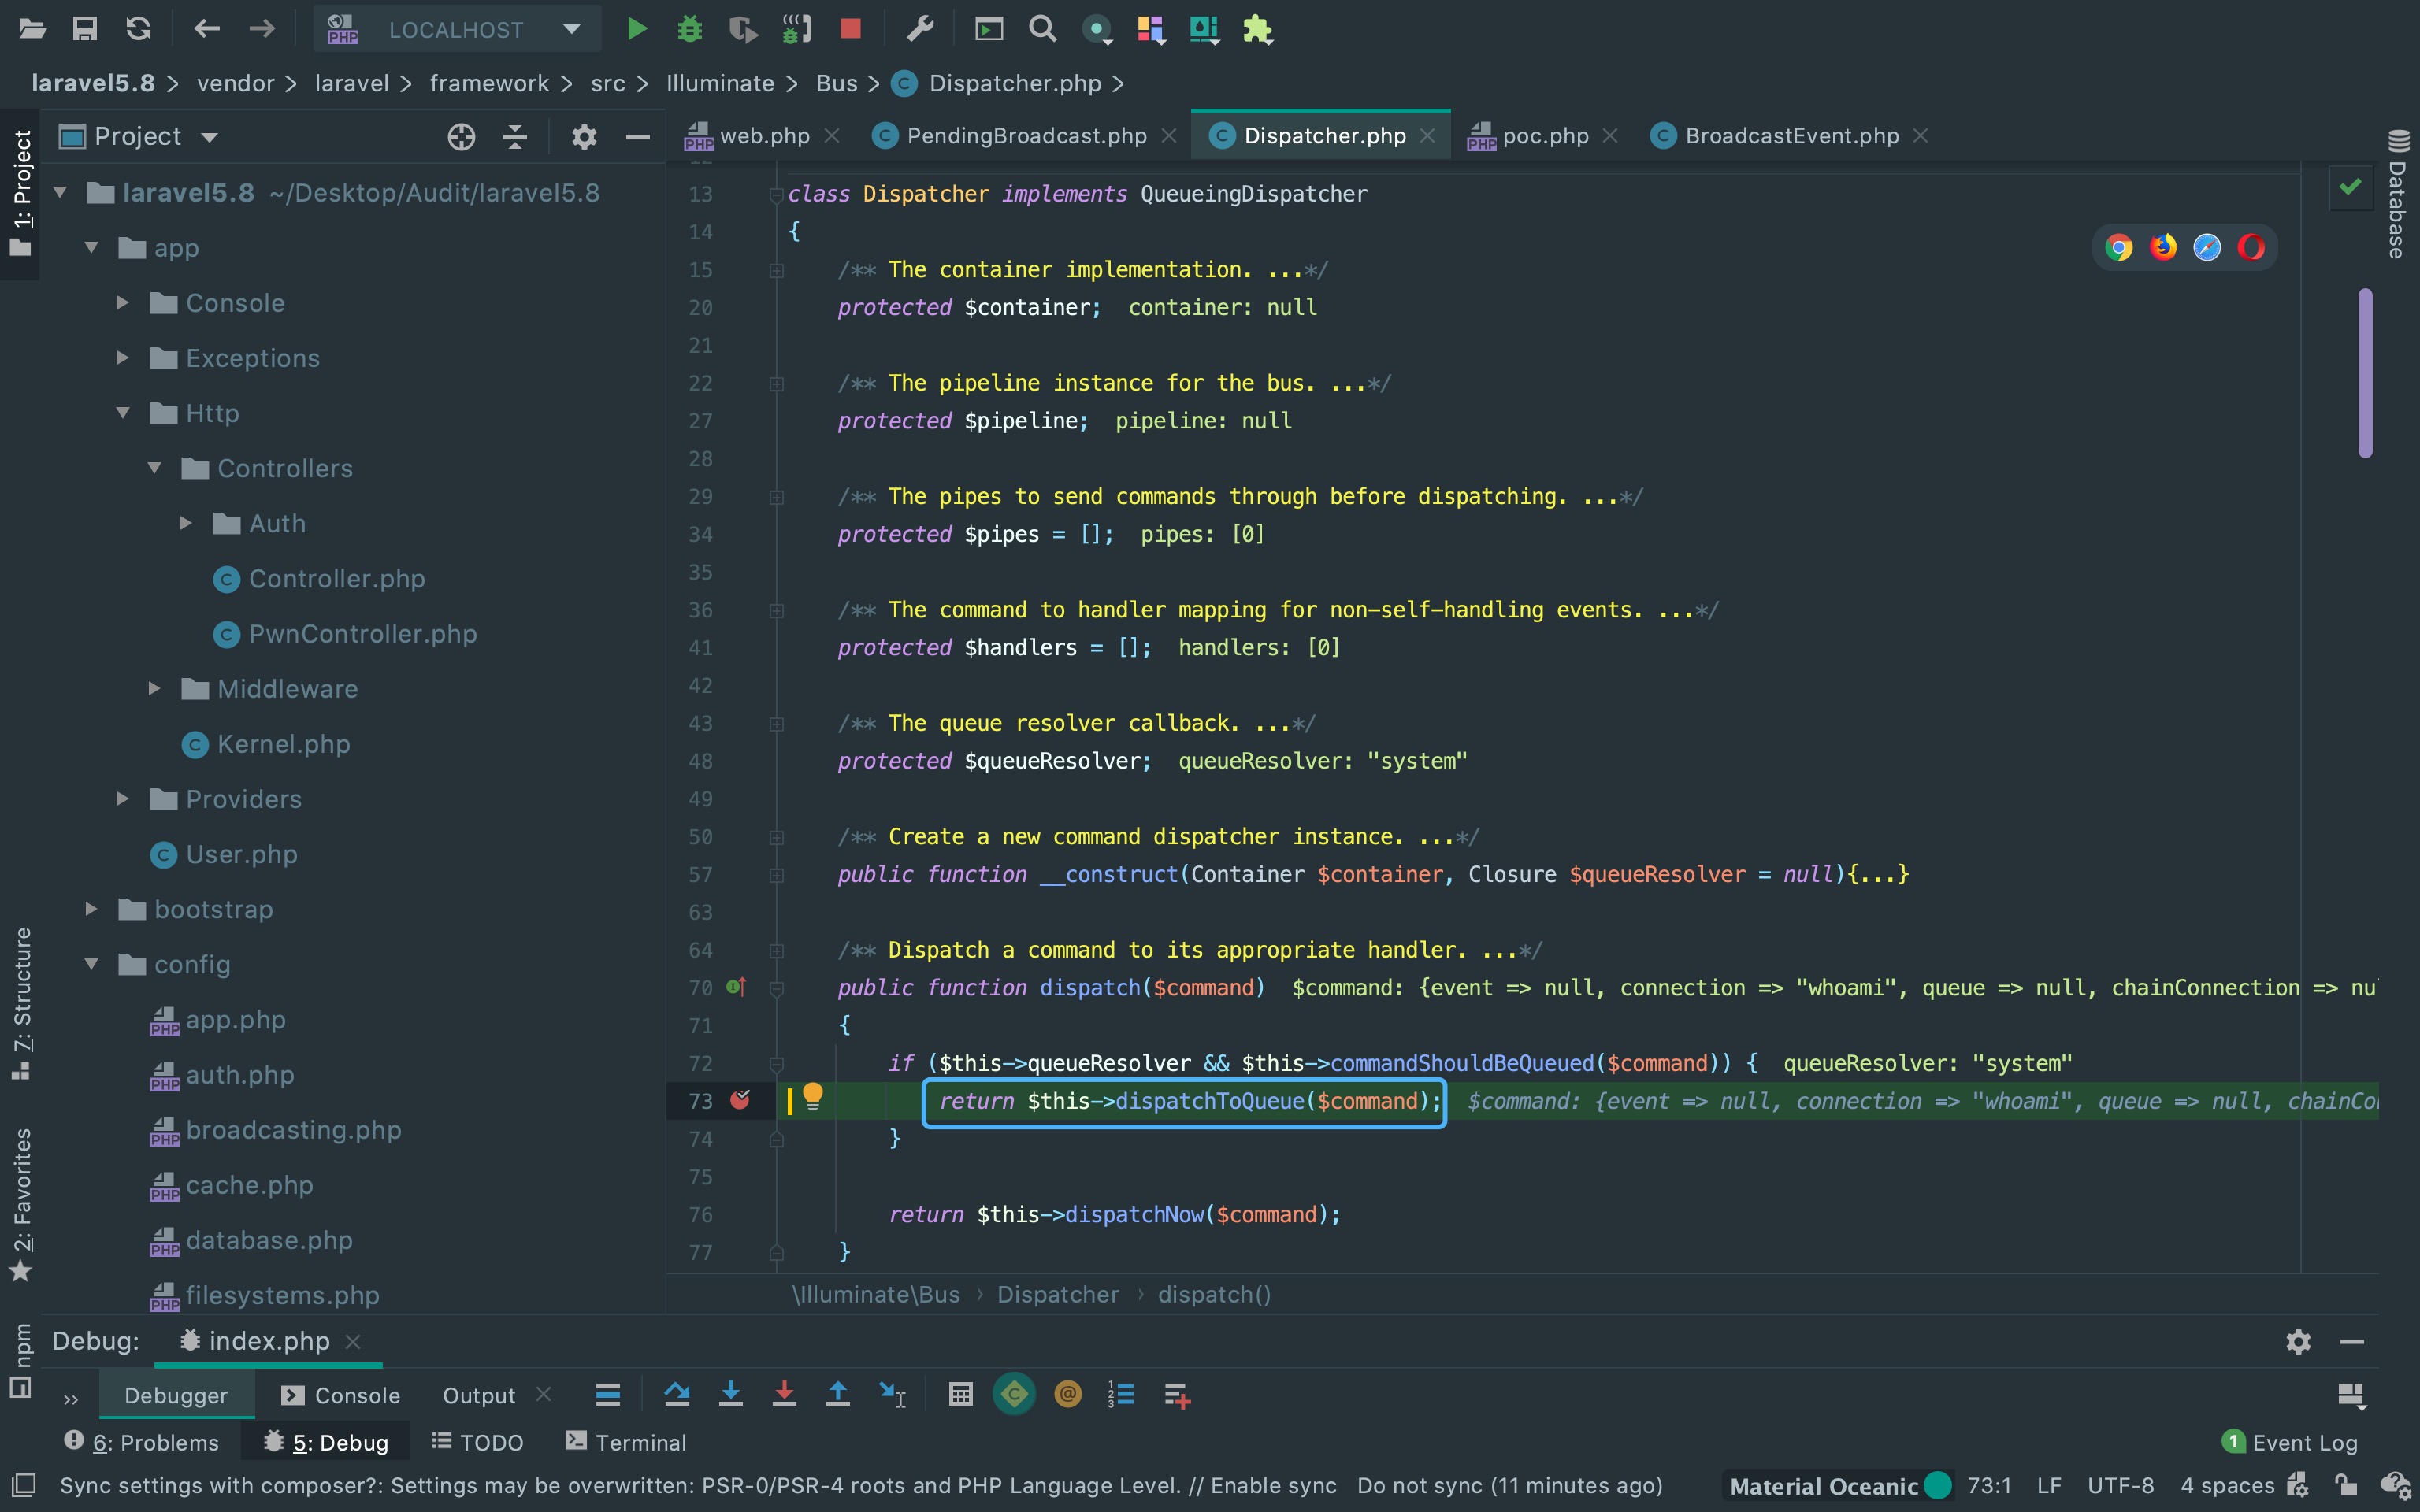 LOCALHOST
laravel5.8 > vendor > laravel > framework > src > Illuminate > Bus > Dispatcher.php >
Project
web.php PendingBroadcast.php Dispatcher.php poc.php BroadcastEvent.php
1: Project
7: Structure
2: Favorites
npm
Database
laravel5.8 ~/Desktop/Audit/laravel5.8
app
Console
Exceptions
Http
Controllers
Auth
Controller.php
PwnController.php
Middleware
Kernel.php
Providers
User.php
bootstrap
config
app.php
auth.php
broadcasting.php
cache.php
database.php
filesystems.php
13 class Dispatcher implements QueueingDispatcher
14 {
15 /** The container implementation. ...*/
20 protected $container; container: null
21
22 /** The pipeline instance for the bus. ...*/
27 protected $pipeline; pipeline: null
28
29 /** The pipes to send commands through before dispatching. ...*/
34 protected $pipes = []; pipes: [0]
35
36 /** The command to handler mapping for non-self-handling events. ...*/
41 protected $handlers = []; handlers: [0]
42
43 /** The queue resolver callback. ...*/
48 protected $queueResolver; queueResolver: "system"
49
50 /** Create a new command dispatcher instance. ...*/
57 public function __construct(Container $container, Closure $queueResolver = null){...}
63
64 /** Dispatch a command to its appropriate handler. ...*/
70 public function dispatch($command) $command: {event => null, connection => "whoami", queue => null, chainConnection => nu
71 {
72 if ($this->queueResolver && $this->commandShouldBeQueued($command)) { queueResolver: "system"
73 return $this->dispatchToQueue($command); $command: {event => null, connection => "whoami", queue => null, chainCo
74 }
75
76 return $this->dispatchNow($command);
77 }
\Illuminate\Bus › Dispatcher › dispatch()
Debug: index.php
Debugger Console Output
6: Problems 5: Debug TODO Terminal 1 Event Log
Sync settings with composer?: Settings may be overwritten: PSR-0/PSR-4 roots and PHP Language Level. // Enable sync Do not sync (11 minutes ago) Material Oceanic 73:1 LF UTF-8 4 spaces